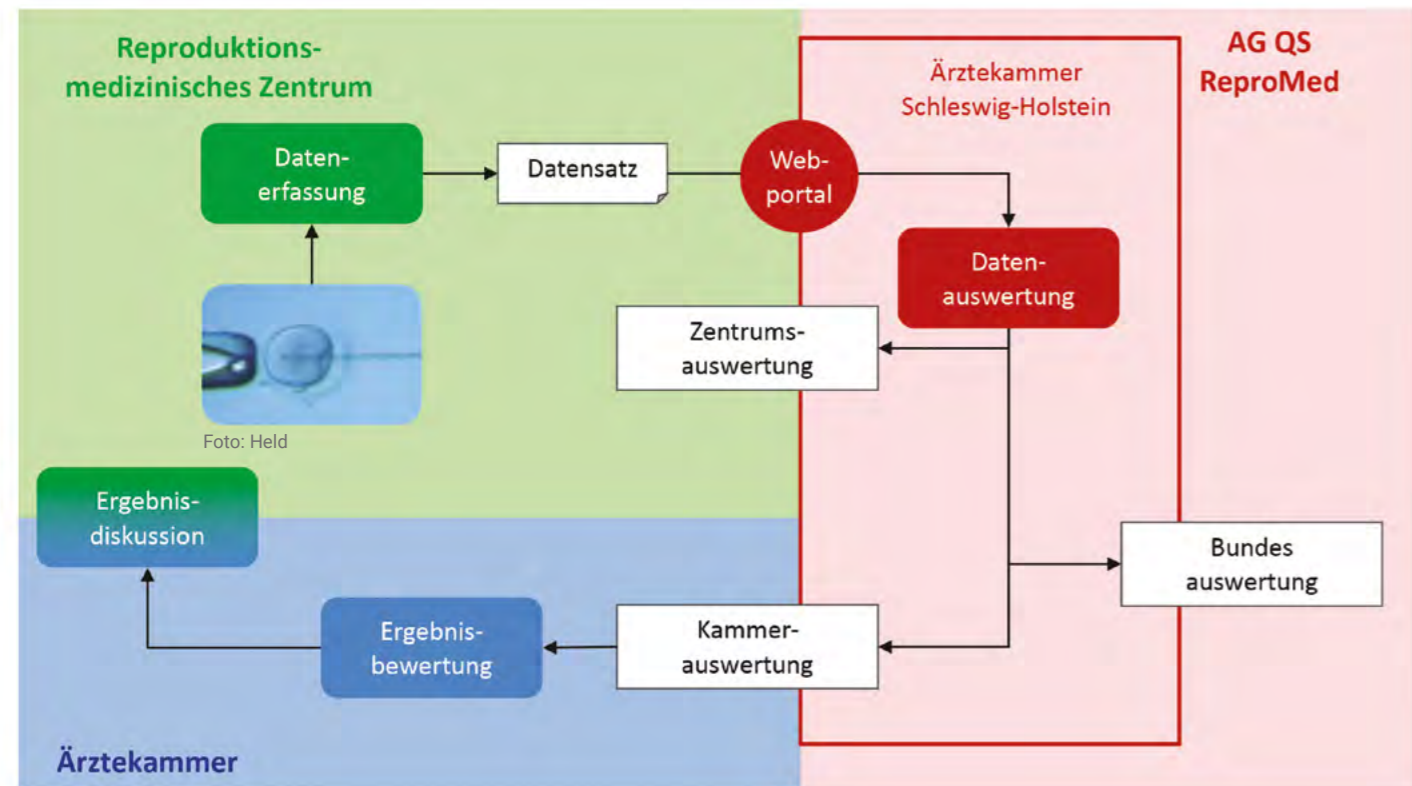 Reproduktions-
medizinisches Zentrum
AG QS
ReproMed
Ärztekammer
Schleswig-Holstein
Daten-
erfassung
Datensatz
Web-
portal
Daten-
auswertung
Zentrums-
auswertung
Foto: Held
Ergebnis-
diskussion
Bundes
auswertung
Ergebnis-
bewertung
Kammer-
auswertung
Ärztekammer